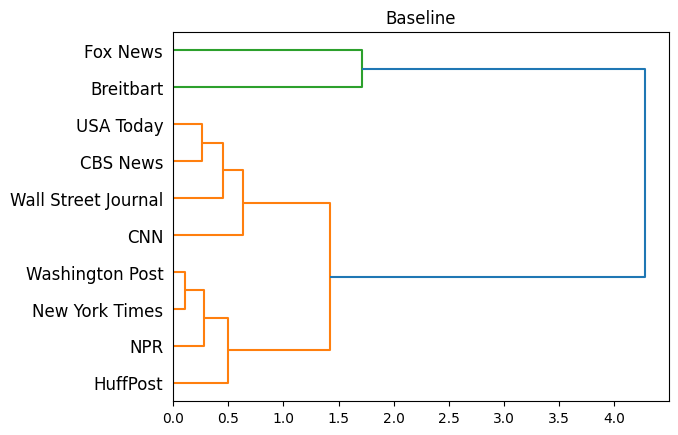 Baseline
Fox News
Breitbart
USA Today
CBS News
Wall Street Journal
CNN
Washington Post
New York Times
NPR
HuffPost
0.0 0.5 1.0 1.5 2.0 2.5 3.0 3.5 4.0